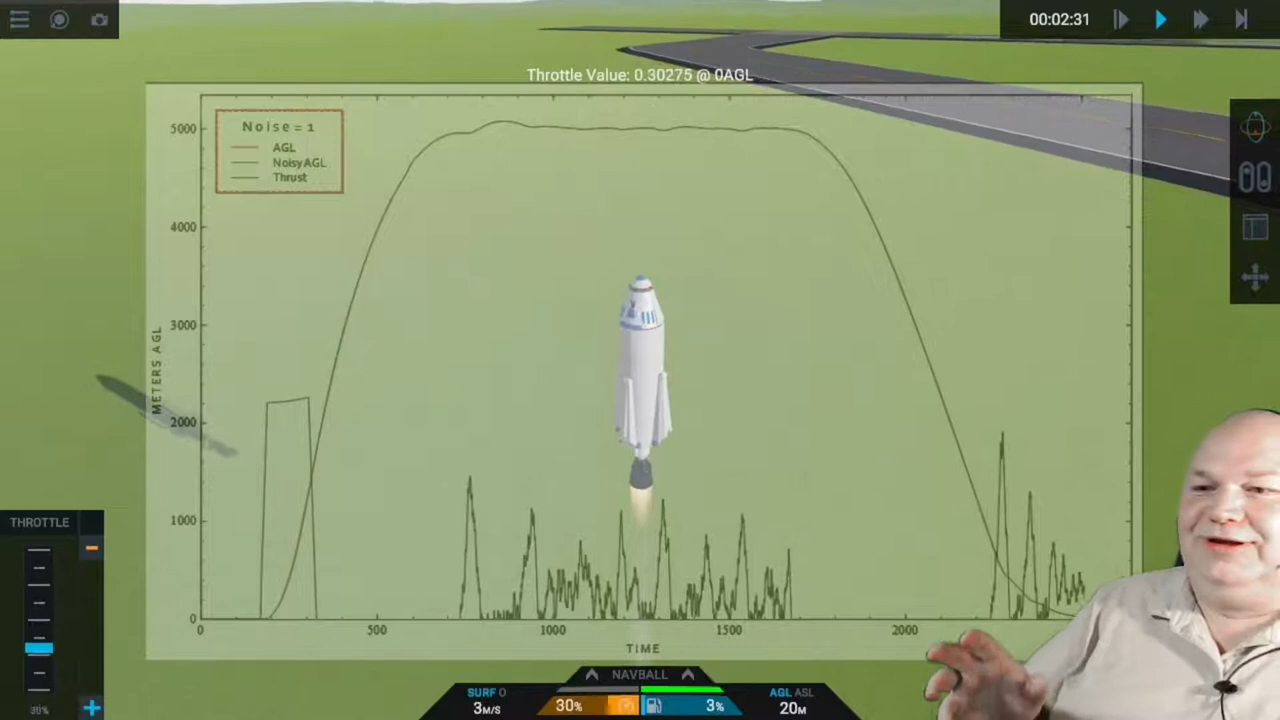 00:02:31
Throttle Value: 0.30275 @ 0AGL
Noise = 1
AGL
NoisyAGL
Thrust
5000
4000
3000
2000
1000
0
METERS AGL
0 500 1000 1500 2000
TIME
THROTTLE
30%
NAVBALL
SURF O
3M/S
30%
3%
AGL ASL
20M